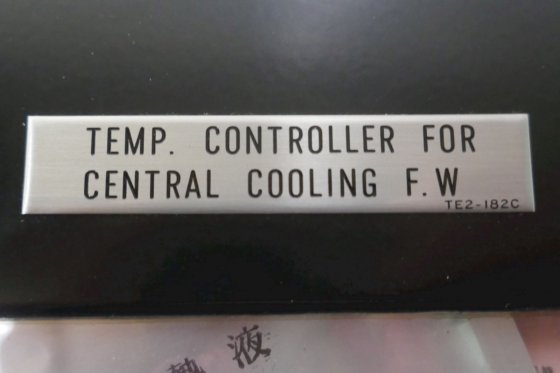 TEMP. CONTROLLER FOR
CENTRAL COOLING F.W
TE2-182C
液